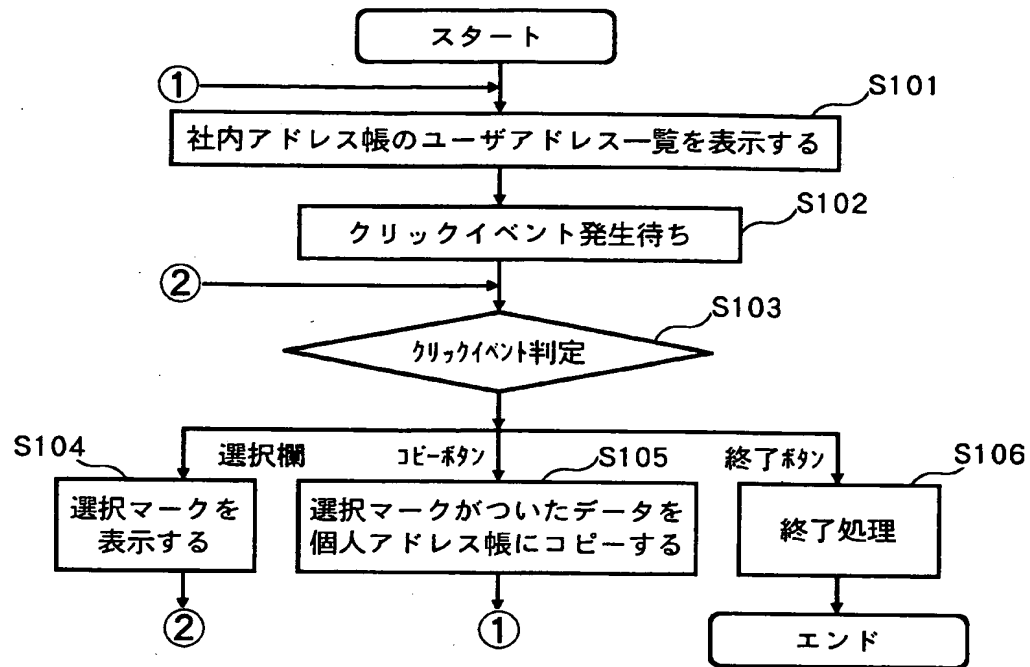 スタート
①
S101
社内アドレス帳のユーザアドレス一覧を表示する
S102
クリックイベント発生待ち
②
S103
ｸﾘｯｸｲﾍﾞﾝﾄ判定
S104
選択欄
ｺﾋﾟｰﾎﾞﾀﾝ
S105
終了ﾎﾞﾀﾝ
S106
選択マークを
表示する
選択マークがついたデータを
個人アドレス帳にコピーする
終了処理
②
①
エンド